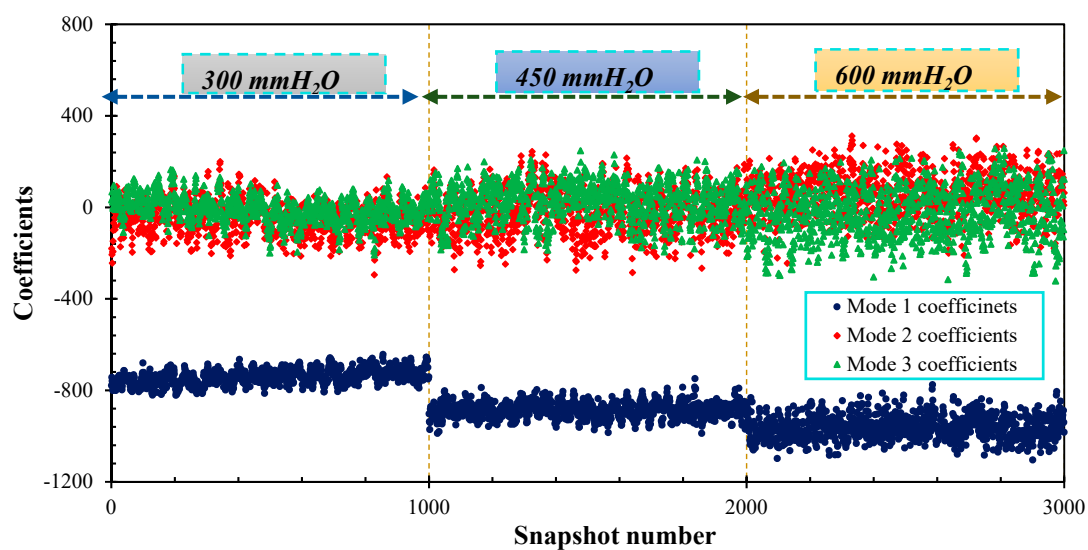 800
400
0
-400
-800
-1200
Coefficients
300 mmH₂O
450 mmH₂O
600 mmH₂O
Mode 1 coefficinets
Mode 2 coefficients
Mode 3 coefficients
0
1000
2000
3000
Snapshot number